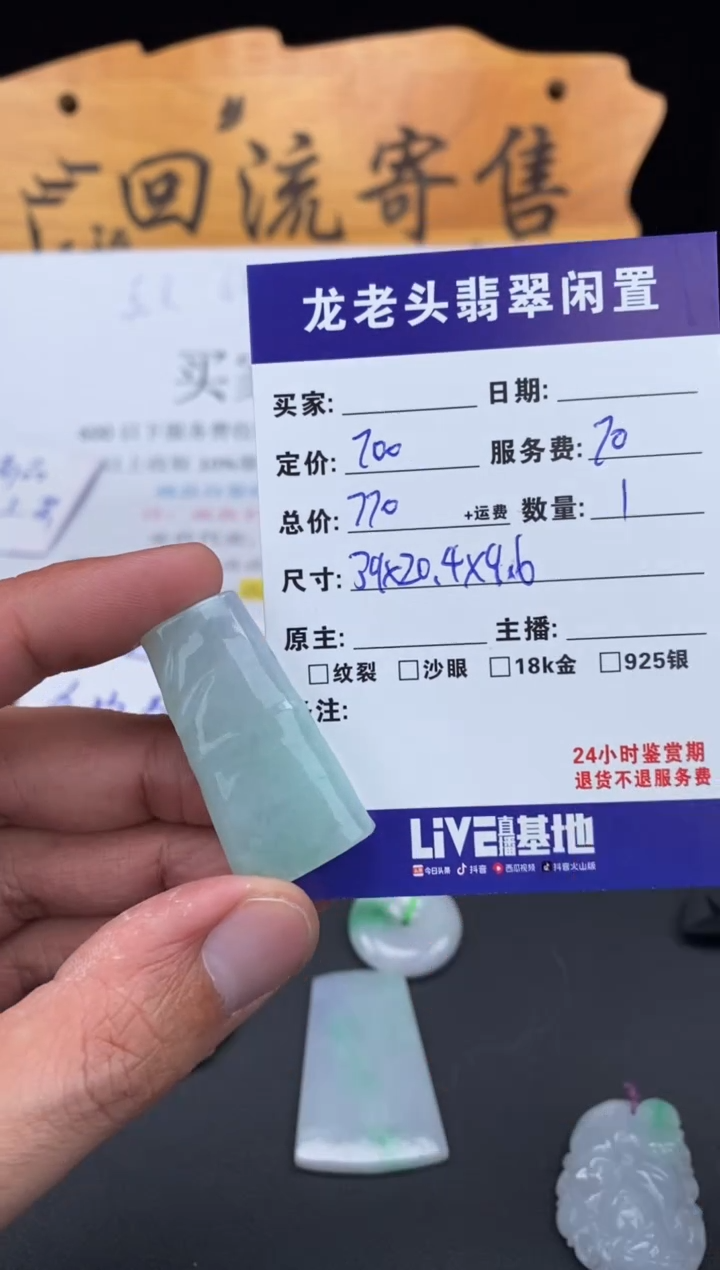 回流寄售
龙老头翡翠闲置
买家: 日期:
定价: 700 服务费: 70
总价: 770 +运费 数量: 1
尺寸: 39x20.4x9.6
原主: 主播:
□纹裂 □沙眼 □18k金 □925银
注:
24小时鉴赏期
退货不退服务费
LiVE直播基地
今日头条 抖音 西瓜视频 抖音火山版